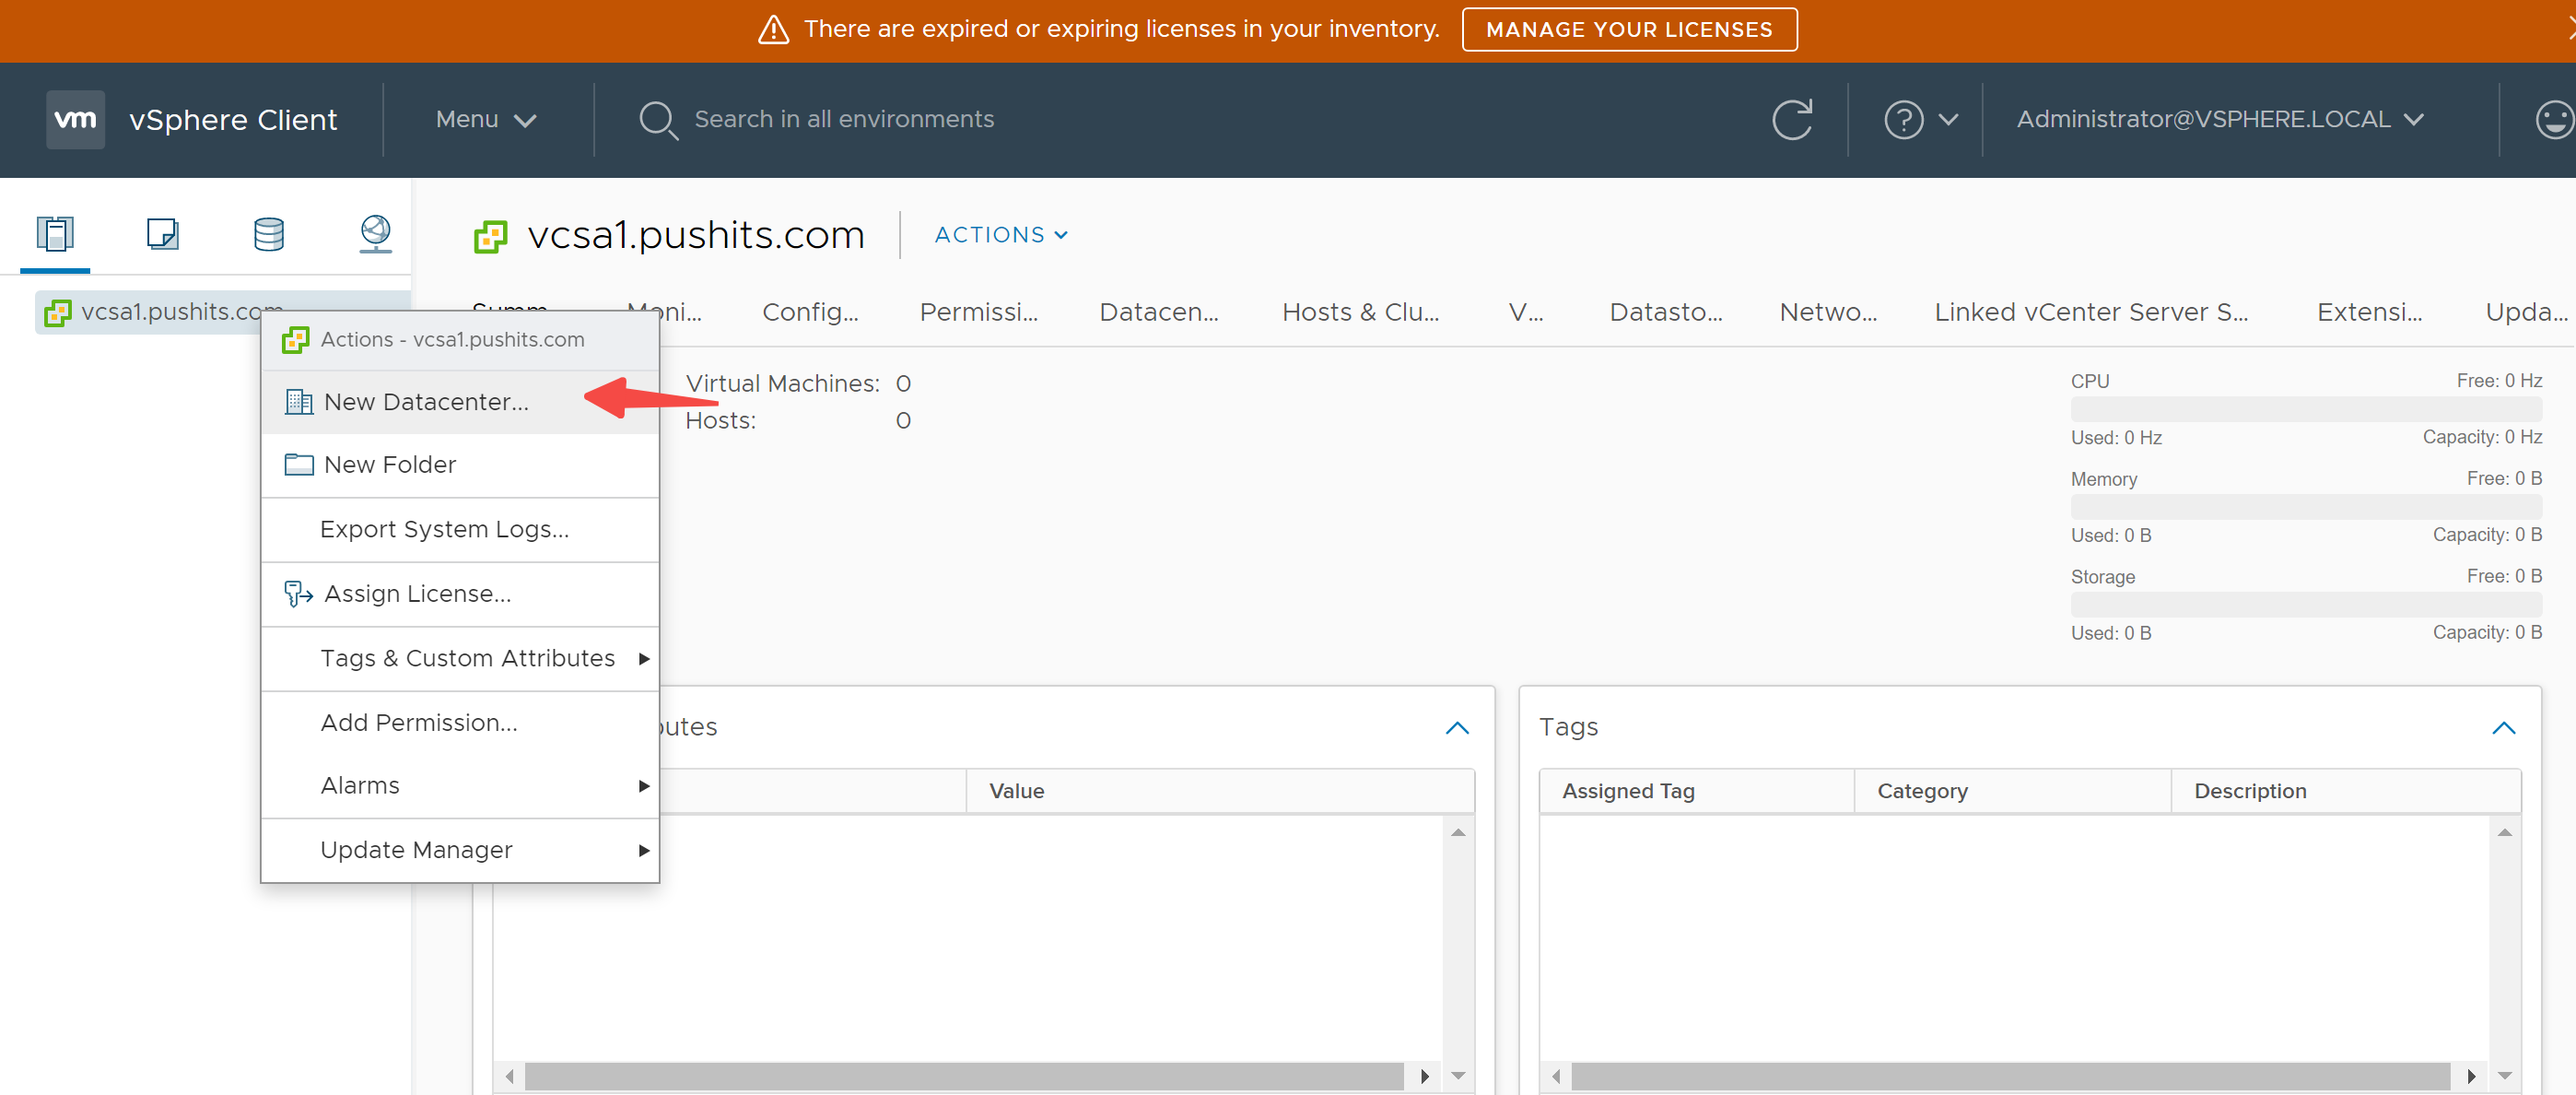 There are expired or expiring licenses in your inventory. MANAGE YOUR LICENSES
vm vSphere Client Menu Search in all environments Administrator@VSPHERE.LOCAL
vcsa1.pushits.com ACTIONS
vcsa1.pushits.com
Summ... Moni... Config... Permissi... Datacen... Hosts & Clu... V... Datasto... Netwo... Linked vCenter Server S... Extensi... Upda...
Actions - vcsa1.pushits.com
New Datacenter...
New Folder
Export System Logs...
Assign License...
Tags & Custom Attributes
Add Permission...
Alarms
Update Manager
Virtual Machines: 0
Hosts: 0
CPU Free: 0 Hz
Used: 0 Hz Capacity: 0 Hz
Memory Free: 0 B
Used: 0 B Capacity: 0 B
Storage Free: 0 B
Used: 0 B Capacity: 0 B
butes
Value
Tags
Assigned Tag Category Description